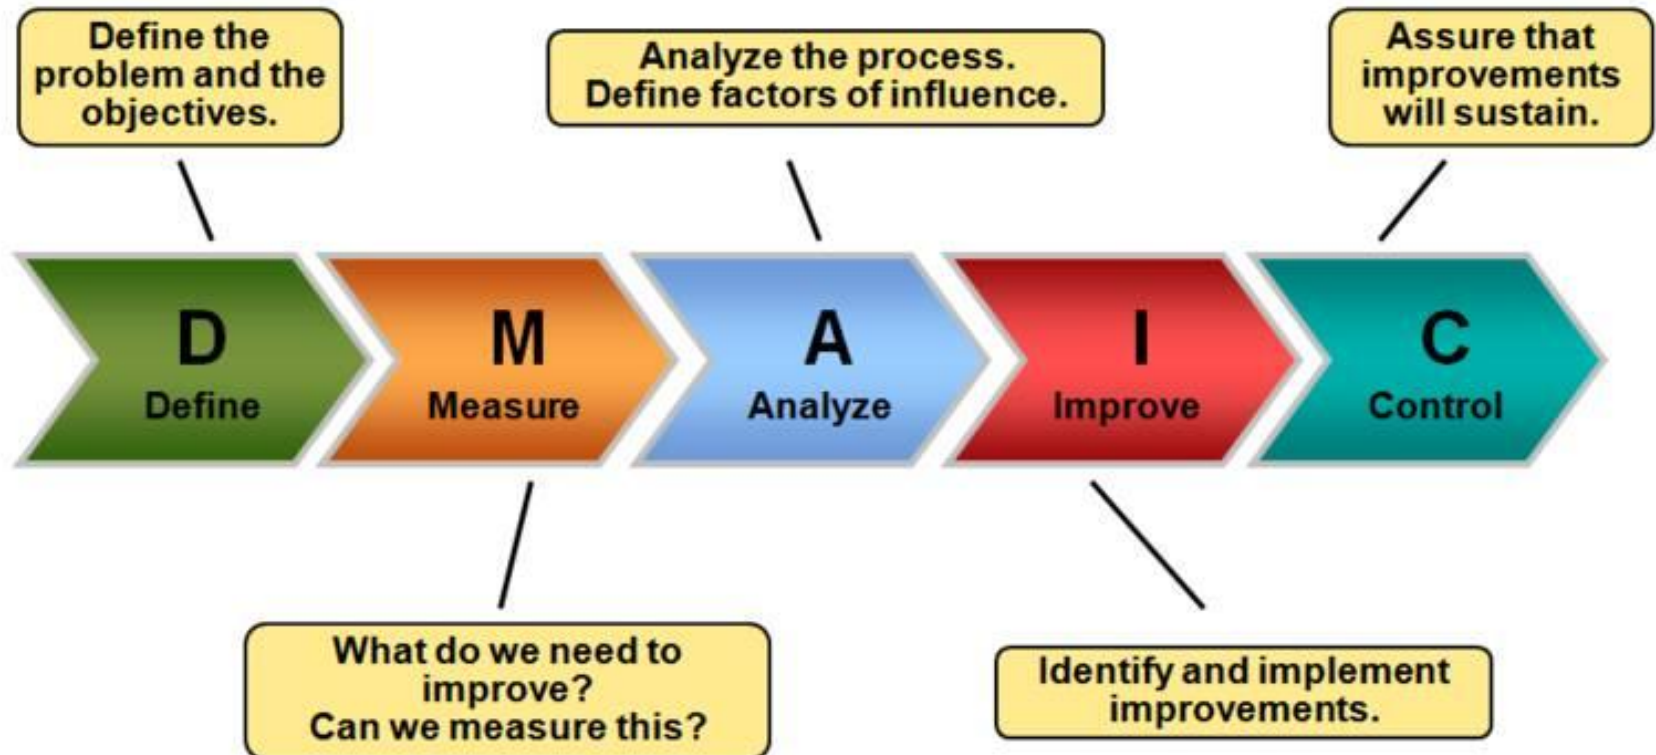 Define the
problem and the
objectives.
Analyze the process.
Define factors of influence.
Assure that
improvements
will sustain.
D
Define
M
Measure
A
Analyze
I
Improve
C
Control
What do we need to
improve?
Can we measure this?
Identify and implement
improvements.